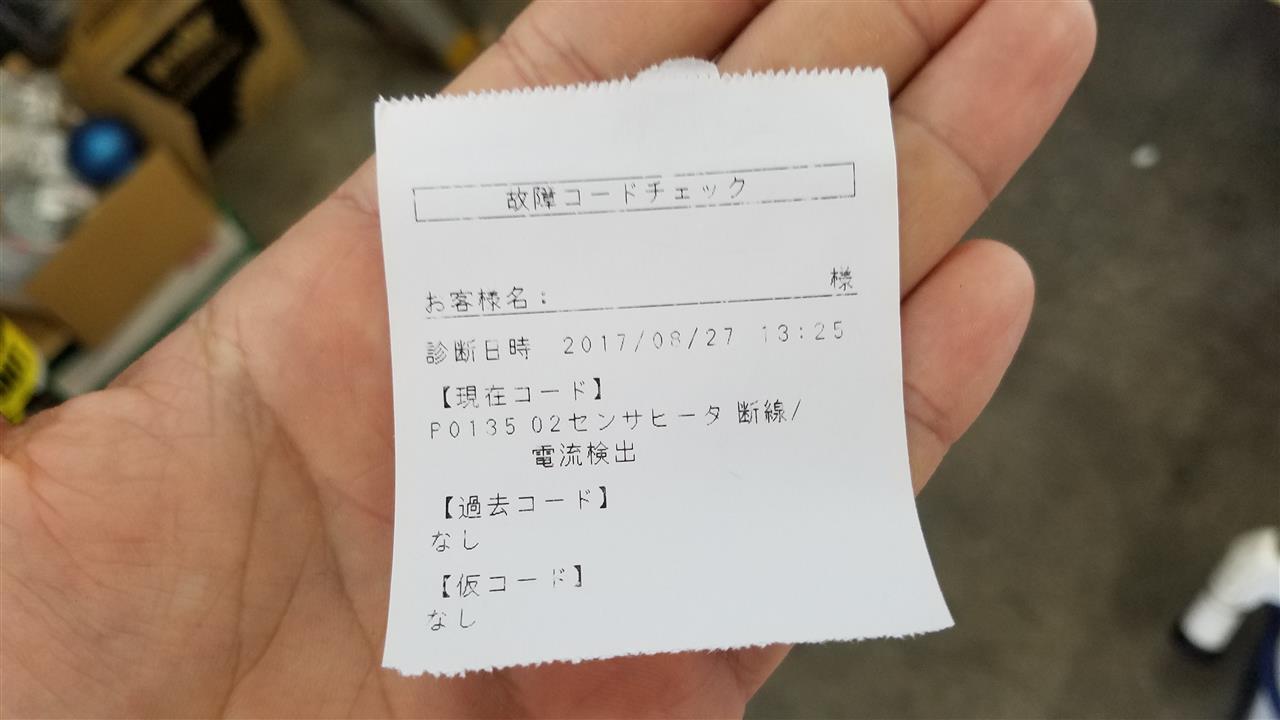 故障コードチェック
お客様名： 様
診断日時 2017/08/27 13:25
【現在コード】
P0135 O2センサヒータ 断線/
電流検出
【過去コード】
なし
【仮コード】
なし